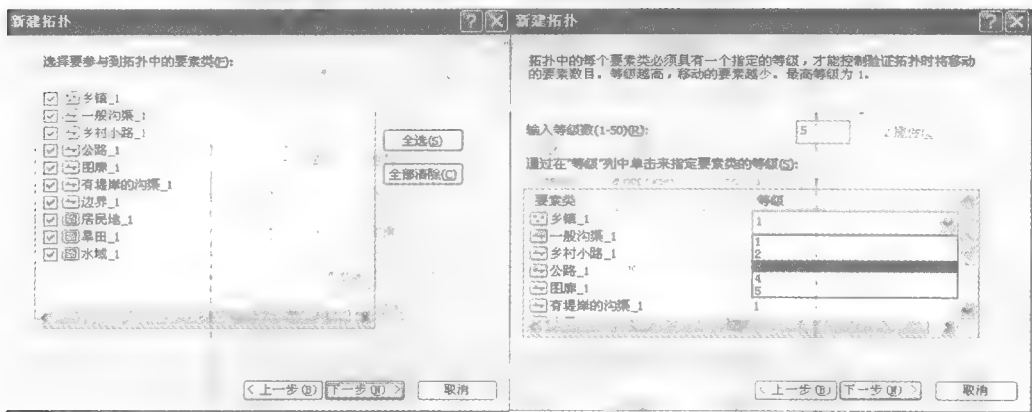 新建拓扑
选择要参与到拓扑中的要素类(F):
乡镇_1
一般沟渠_1
乡村小路_1
公路_1
图廓_1
有堤岸的沟渠_1
边界_1
居民地_1
旱田_1
水域_1
全选(S)
全部清除(C)
< 上一步(B)
下一步(N) >
取消
新建拓扑
拓扑中的每个要素类必须具有一个指定的等级，才能控制验证拓扑时将移动
的要素数目。等级越高，移动的要素越少。最高等级为 1。
输入等级数(1-50)(R):
5
通过在"等级"列中单击来指定要素类的等级(S):
要素类 等级
乡镇_1 1
一般沟渠_1 1
乡村小路_1 2
公路_1 4
图廓_1 5
有堤岸的沟渠_1 1
< 上一步(B)
下一步(N) >
取消